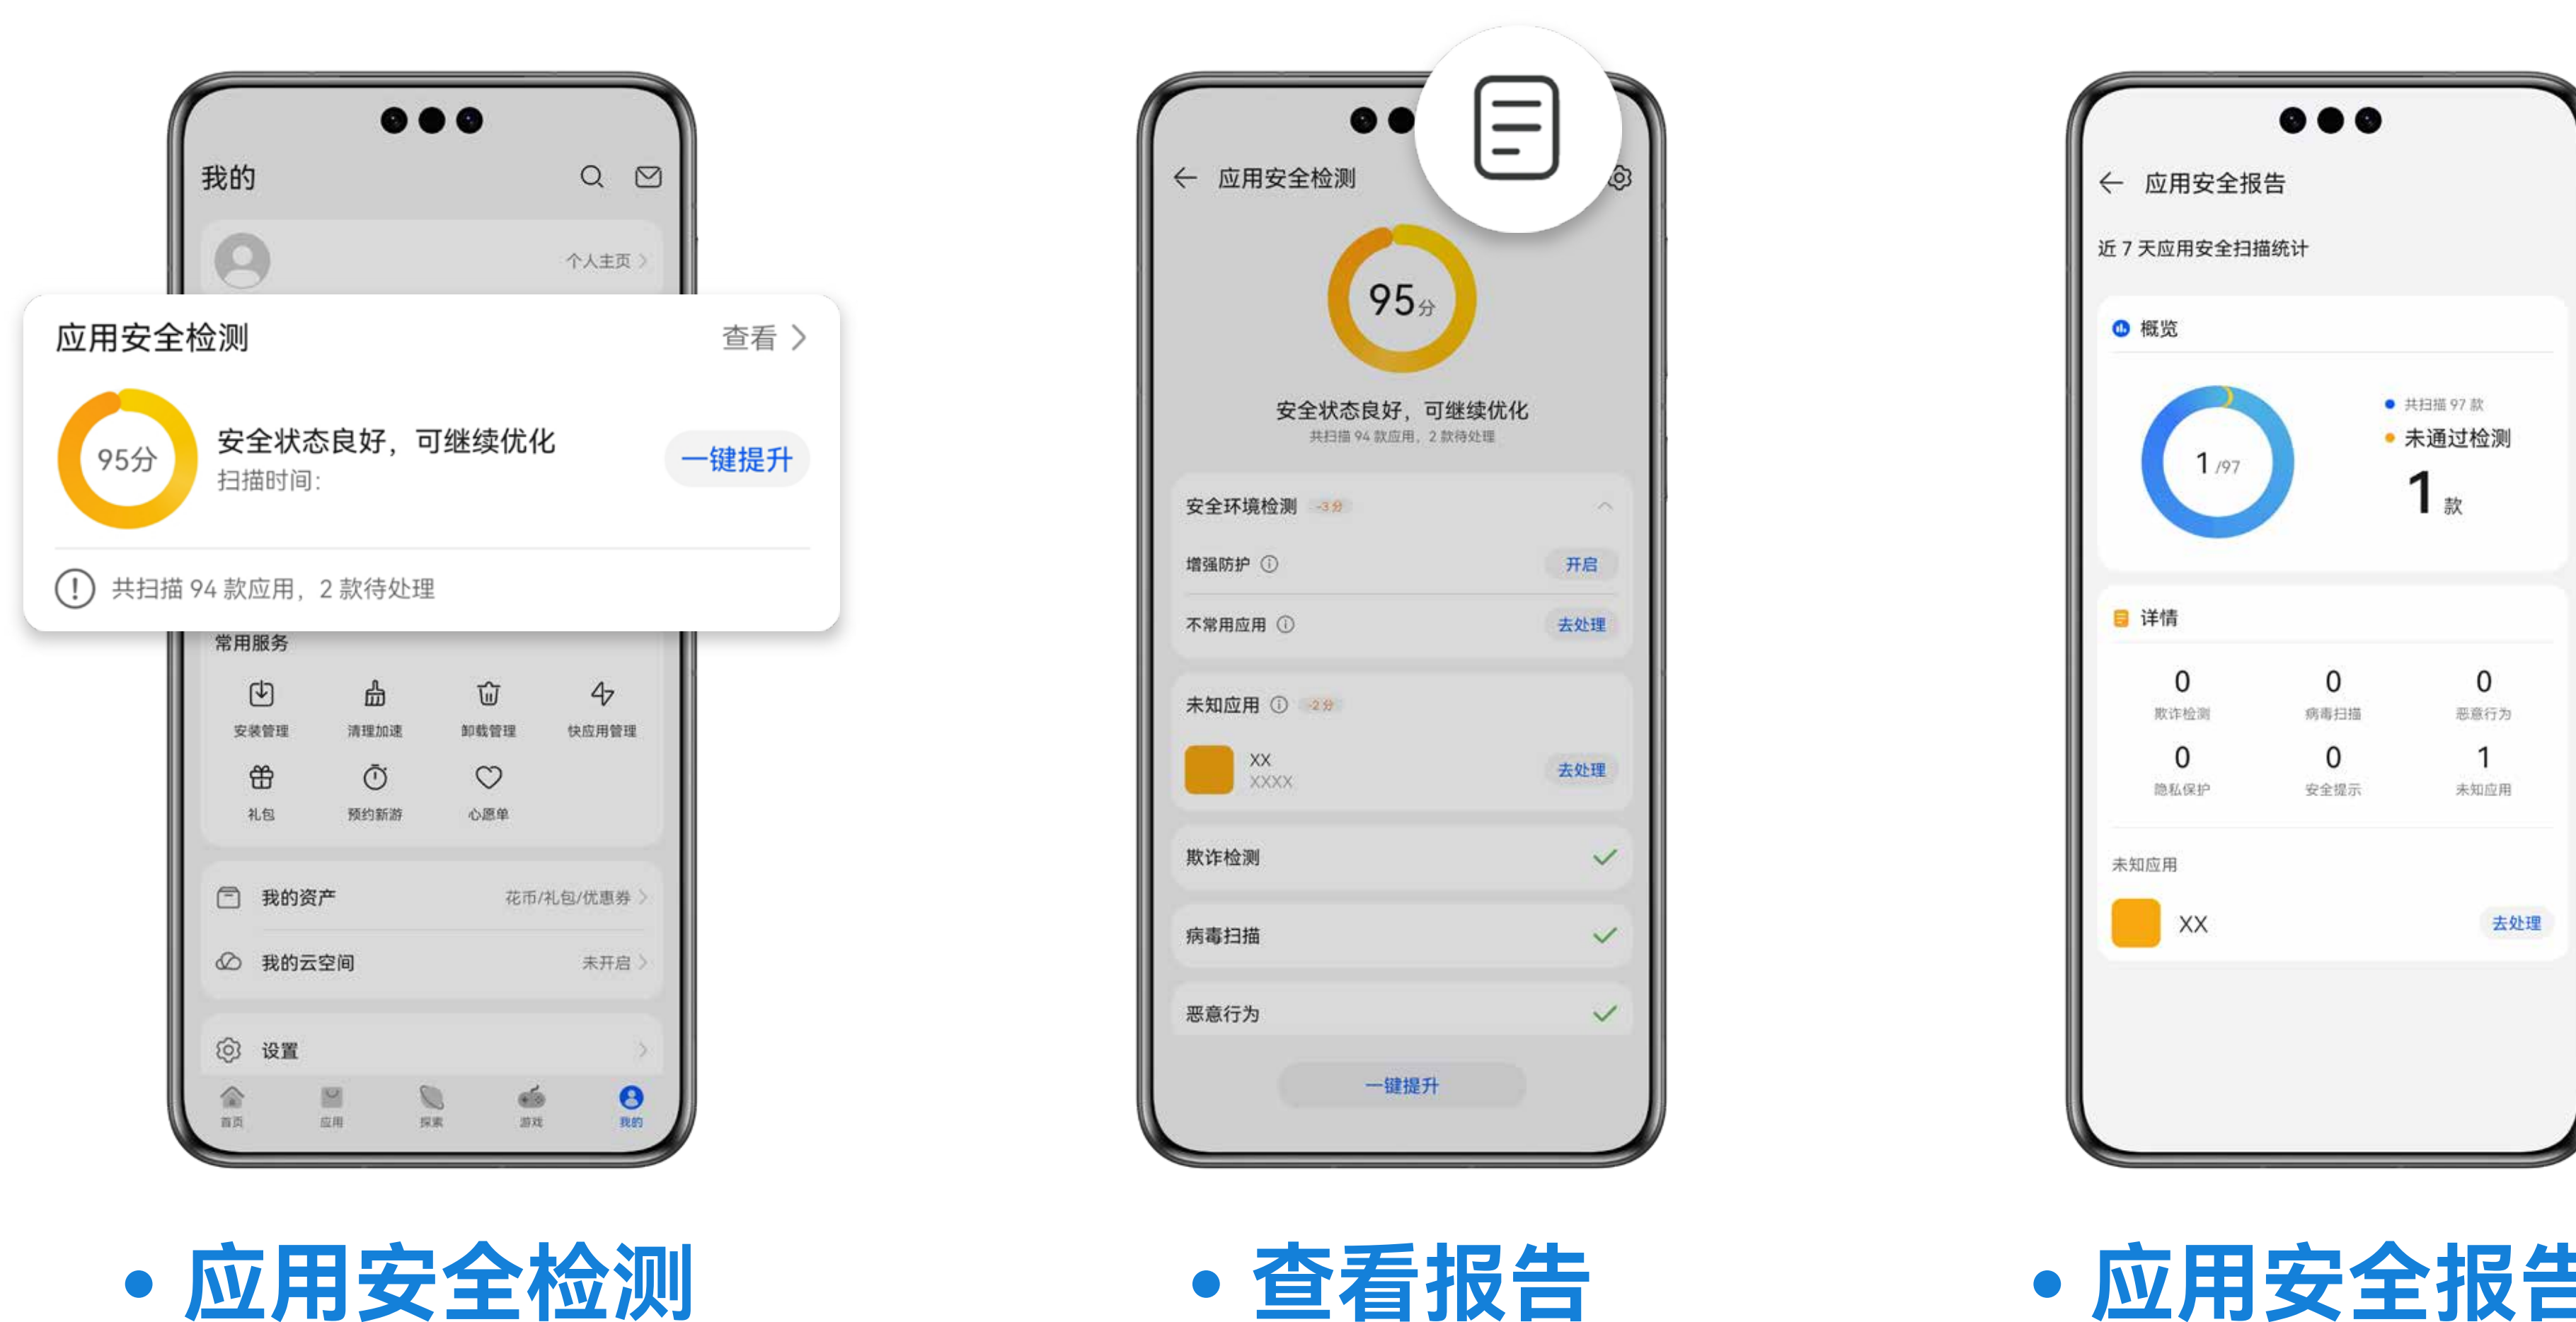 我的
个人主页
应用安全检测
查看
95分
安全状态良好，可继续优化
扫描时间:
一键提升
共扫描 94 款应用，2 款待处理
常用服务
安装管理 清理加速 卸载管理 快应用管理
礼包 预约新游 心愿单
我的资产 花币/礼包/优惠券
我的云空间 未开启
设置
首页 应用 探索 游戏 我的
• 应用安全检测
应用安全检测
95分
安全状态良好，可继续优化
共扫描 94 款应用，2 款待处理
安全环境检测 -3 分
增强防护 开启
不常用应用 去处理
未知应用 -2 分
XX
XXXX
去处理
欺诈检测
病毒扫描
恶意行为
一键提升
• 查看报告
应用安全报告
近 7 天应用安全扫描统计
概览
1 /97
共扫描 97 款
未通过检测
1 款
详情
0 0 0
欺诈检测 病毒扫描 恶意行为
0 0 1
隐私保护 安全提示 未知应用
未知应用
XX 去处理
• 应用安全报告